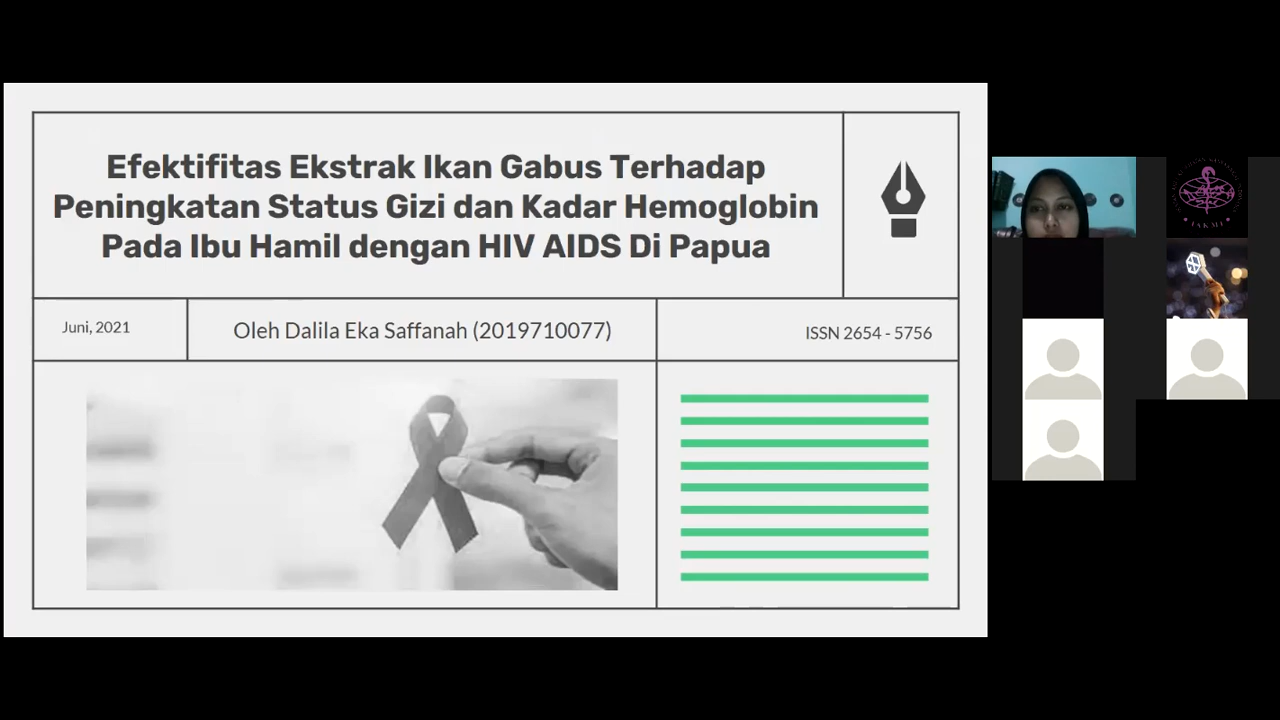 Efektifitas Ekstrak Ikan Gabus Terhadap
Peningkatan Status Gizi dan Kadar Hemoglobin
Pada Ibu Hamil dengan HIV AIDS Di Papua
Juni, 2021
Oleh Dalila Eka Saffanah (2019710077)
ISSN 2654 - 5756